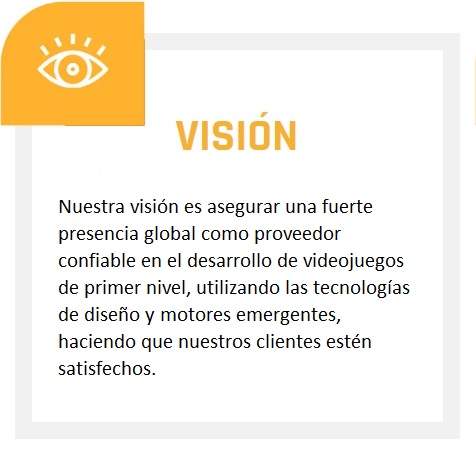 VISIÓN
Nuestra visión es asegurar una fuerte
presencia global como proveedor
confiable en el desarrollo de videojuegos
de primer nivel, utilizando las tecnologías
de diseño y motores emergentes,
haciendo que nuestros clientes estén
satisfechos.